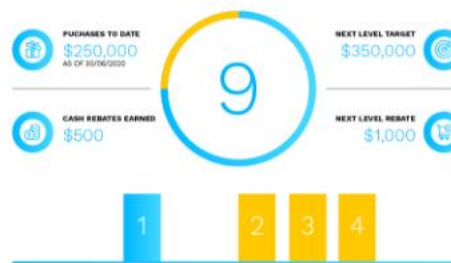 PUCHASES TO DATE
$250,000
AS OF 30/06/2020
CASH REBATES EARNED
$500
9
NEXT LEVEL TARGET
$350,000
NEXT LEVEL REBATE
$1,000
1
2
3
4